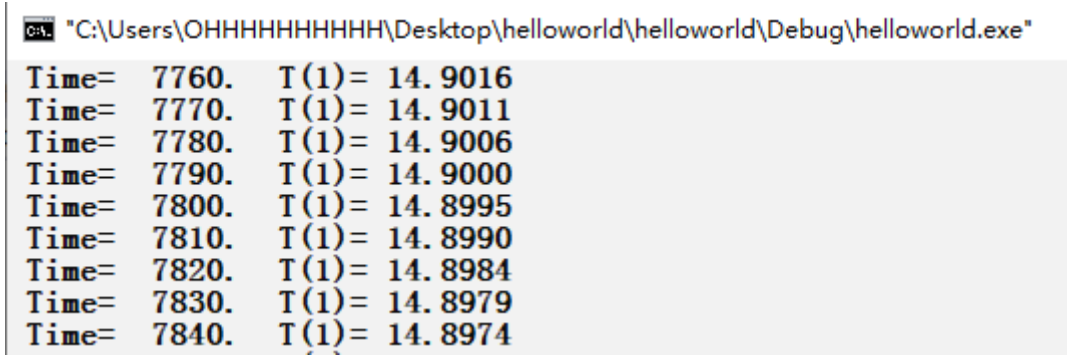 "C:\Users\OHHHHHHHHHH\Desktop\helloworld\helloworld\Debug\helloworld.exe"
Time= 7760. T(1)= 14.9016
Time= 7770. T(1)= 14.9011
Time= 7780. T(1)= 14.9006
Time= 7790. T(1)= 14.9000
Time= 7800. T(1)= 14.8995
Time= 7810. T(1)= 14.8990
Time= 7820. T(1)= 14.8984
Time= 7830. T(1)= 14.8979
Time= 7840. T(1)= 14.8974